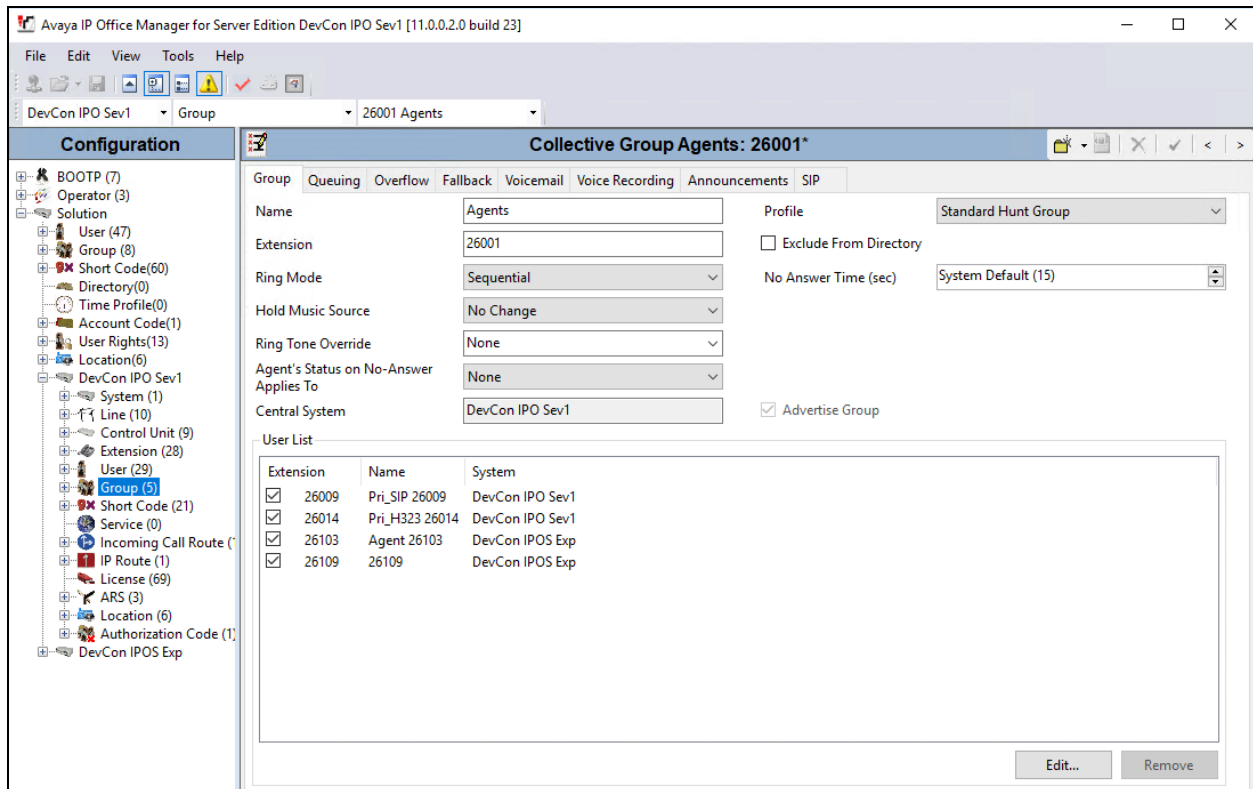 Avaya IP Office Manager for Server Edition DevCon IPO Sev1 [11.0.0.2.0 build 23]
File Edit View Tools Help
DevCon IPO Sev1 Group 26001 Agents
Configuration
BOOTP (7)
Operator (3)
Solution
User (47)
Group (8)
Short Code(60)
Directory(0)
Time Profile(0)
Account Code(1)
User Rights(13)
Location(6)
DevCon IPO Sev1
System (1)
Line (10)
Control Unit (9)
Extension (28)
User (29)
Group (5)
Short Code (21)
Service (0)
Incoming Call Route (
IP Route (1)
License (69)
ARS (3)
Location (6)
Authorization Code (1)
DevCon IPOS Exp
Collective Group Agents: 26001*
Group Queuing Overflow Fallback Voicemail Voice Recording Announcements SIP
Name Agents Profile Standard Hunt Group
Extension 26001 Exclude From Directory
Ring Mode Sequential No Answer Time (sec) System Default (15)
Hold Music Source No Change
Ring Tone Override None
Agent's Status on No-Answer
Applies To None
Central System DevCon IPO Sev1 Advertise Group
User List
Extension Name System
26009 Pri_SIP 26009 DevCon IPO Sev1
26014 Pri_H323 26014 DevCon IPO Sev1
26103 Agent 26103 DevCon IPOS Exp
26109 26109 DevCon IPOS Exp
Edit... Remove